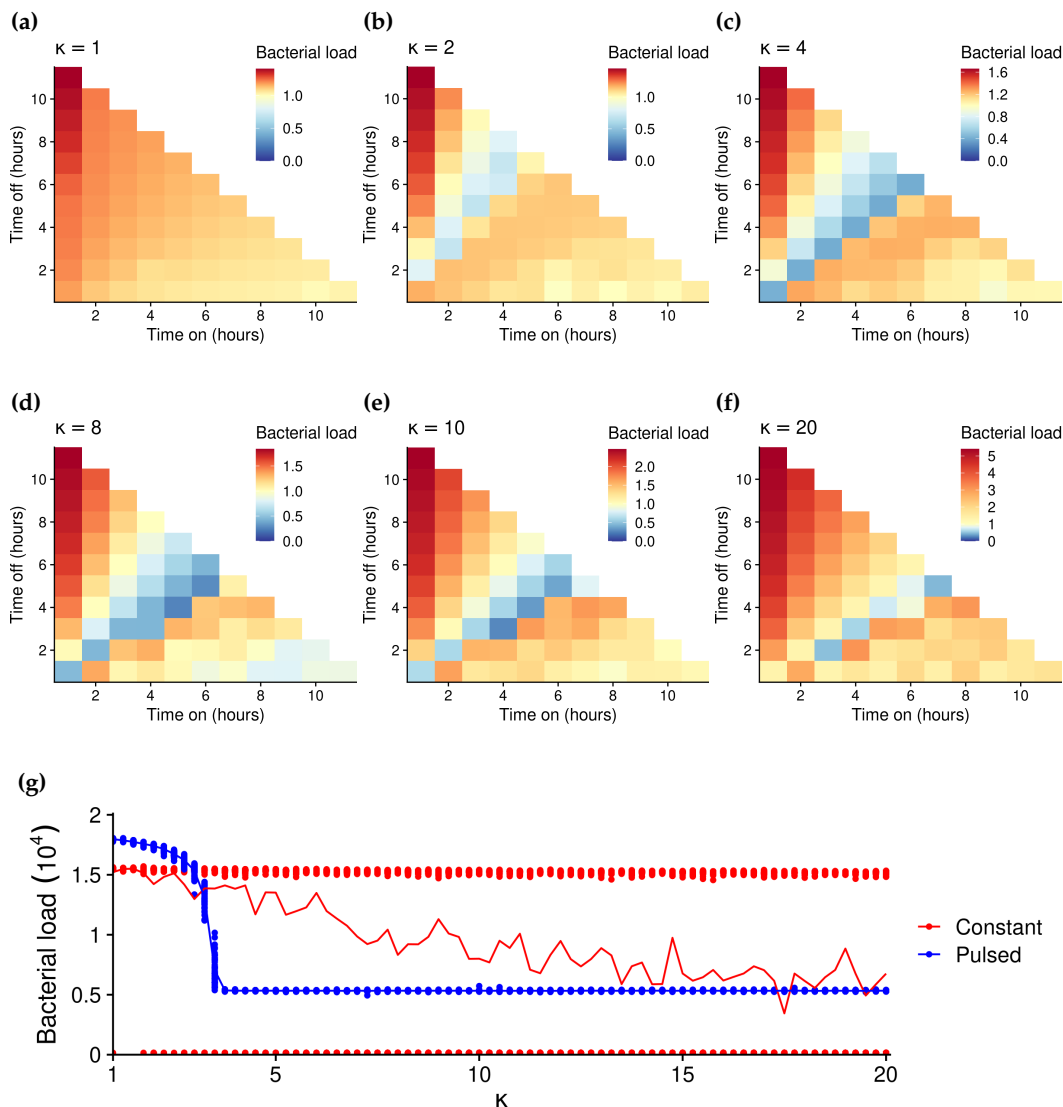 (a)
κ = 1
Bacterial load
1.0
0.5
0.0
Time off (hours)
10
8
6
4
2
2 4 6 8 10
Time on (hours)
(b)
κ = 2
Bacterial load
1.0
0.5
0.0
Time off (hours)
10
8
6
4
2
2 4 6 8 10
Time on (hours)
(c)
κ = 4
Bacterial load
1.6
1.2
0.8
0.4
0.0
Time off (hours)
10
8
6
4
2
2 4 6 8 10
Time on (hours)
(d)
κ = 8
Bacterial load
1.5
1.0
0.5
0.0
Time off (hours)
10
8
6
4
2
2 4 6 8 10
Time on (hours)
(e)
κ = 10
Bacterial load
2.0
1.5
1.0
0.5
0.0
Time off (hours)
10
8
6
4
2
2 4 6 8 10
Time on (hours)
(f)
κ = 20
Bacterial load
5
4
3
2
1
0
Time off (hours)
10
8
6
4
2
2 4 6 8 10
Time on (hours)
(g)
Bacterial load (10⁴)
2
1.5
1
0.5
0
1 5 10 15 20
κ
Constant
Pulsed